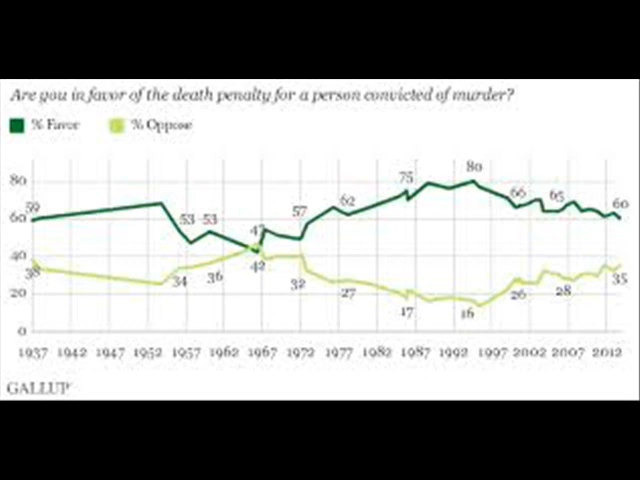 Are you in favor of the death penalty for a person convicted of murder?
% Favor % Oppose
80
60
40
20
0
59 53 53 47 57 62 75 80 66 65 60
38 34 36 42 32 27 17 16 26 28 35
1937 1942 1947 1952 1957 1962 1967 1972 1977 1982 1987 1992 1997 2002 2007 2012
GALLUP